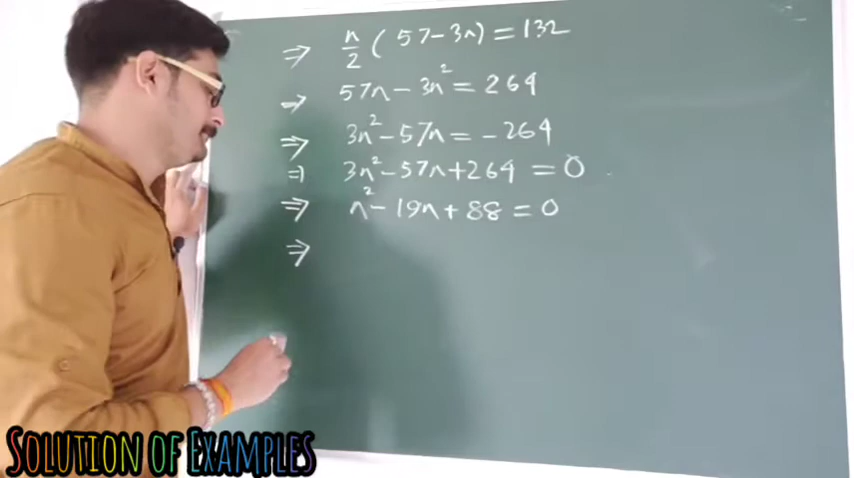 ⇒ n/2 ( 57 - 3n) = 132
⇒ 57n - 3n² = 264
⇒ 3n² - 57n = - 264
⇒ 3n² - 57n + 264 = 0
⇒ n² - 19n + 88 = 0
⇒
SOLUTION OF EXAMPLES